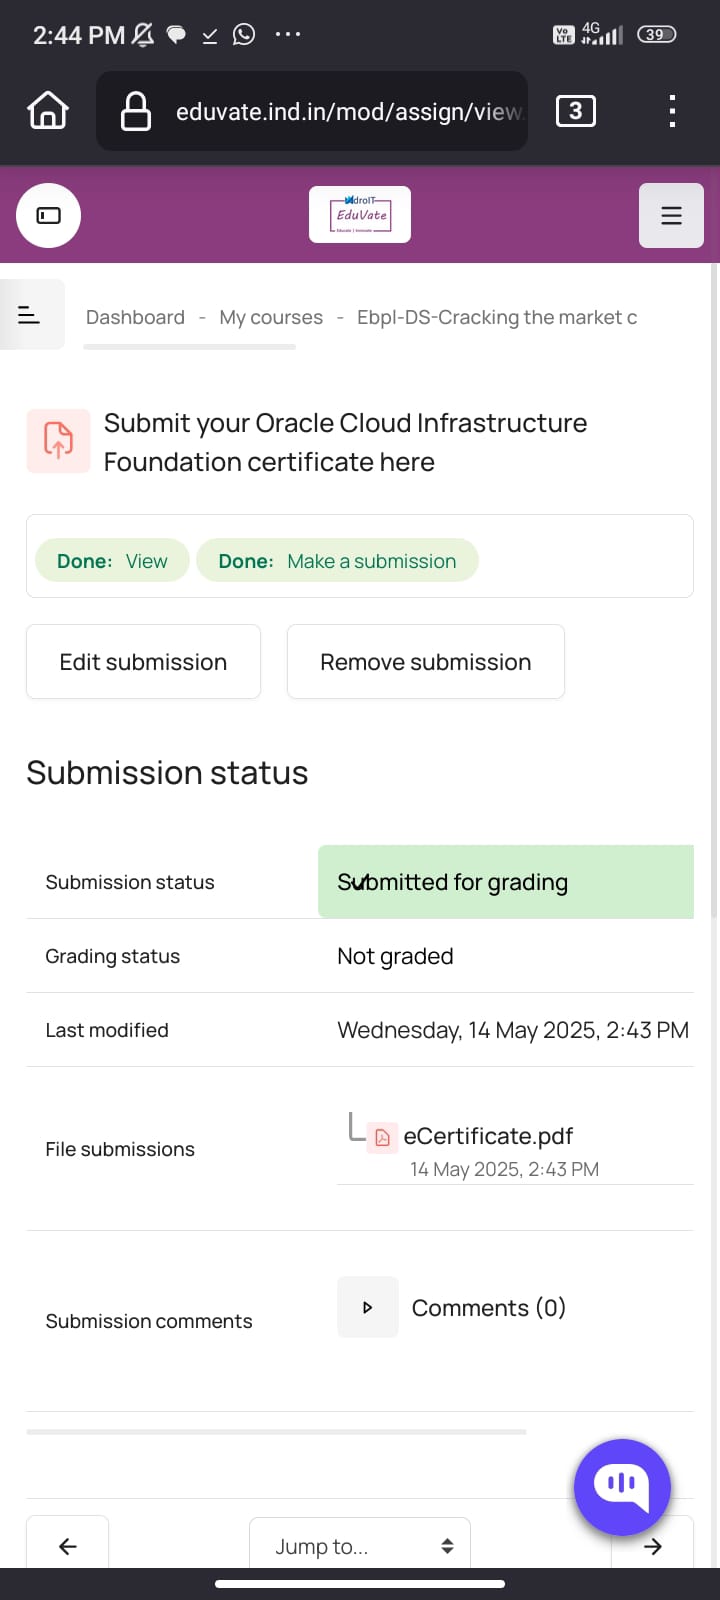 2:44 PM
Vo LTE 4G 39
eduvate.ind.in/mod/assign/view
3
AdroIT
EduVate
Educate | Innovate
Dashboard - My courses - Ebpl-DS-Cracking the market c
Submit your Oracle Cloud Infrastructure
Foundation certificate here
Done: View Done: Make a submission
Edit submission Remove submission
Submission status
Submission status Submitted for grading
Grading status Not graded
Last modified Wednesday, 14 May 2025, 2:43 PM
File submissions eCertificate.pdf
14 May 2025, 2:43 PM
Submission comments Comments (0)
Jump to...